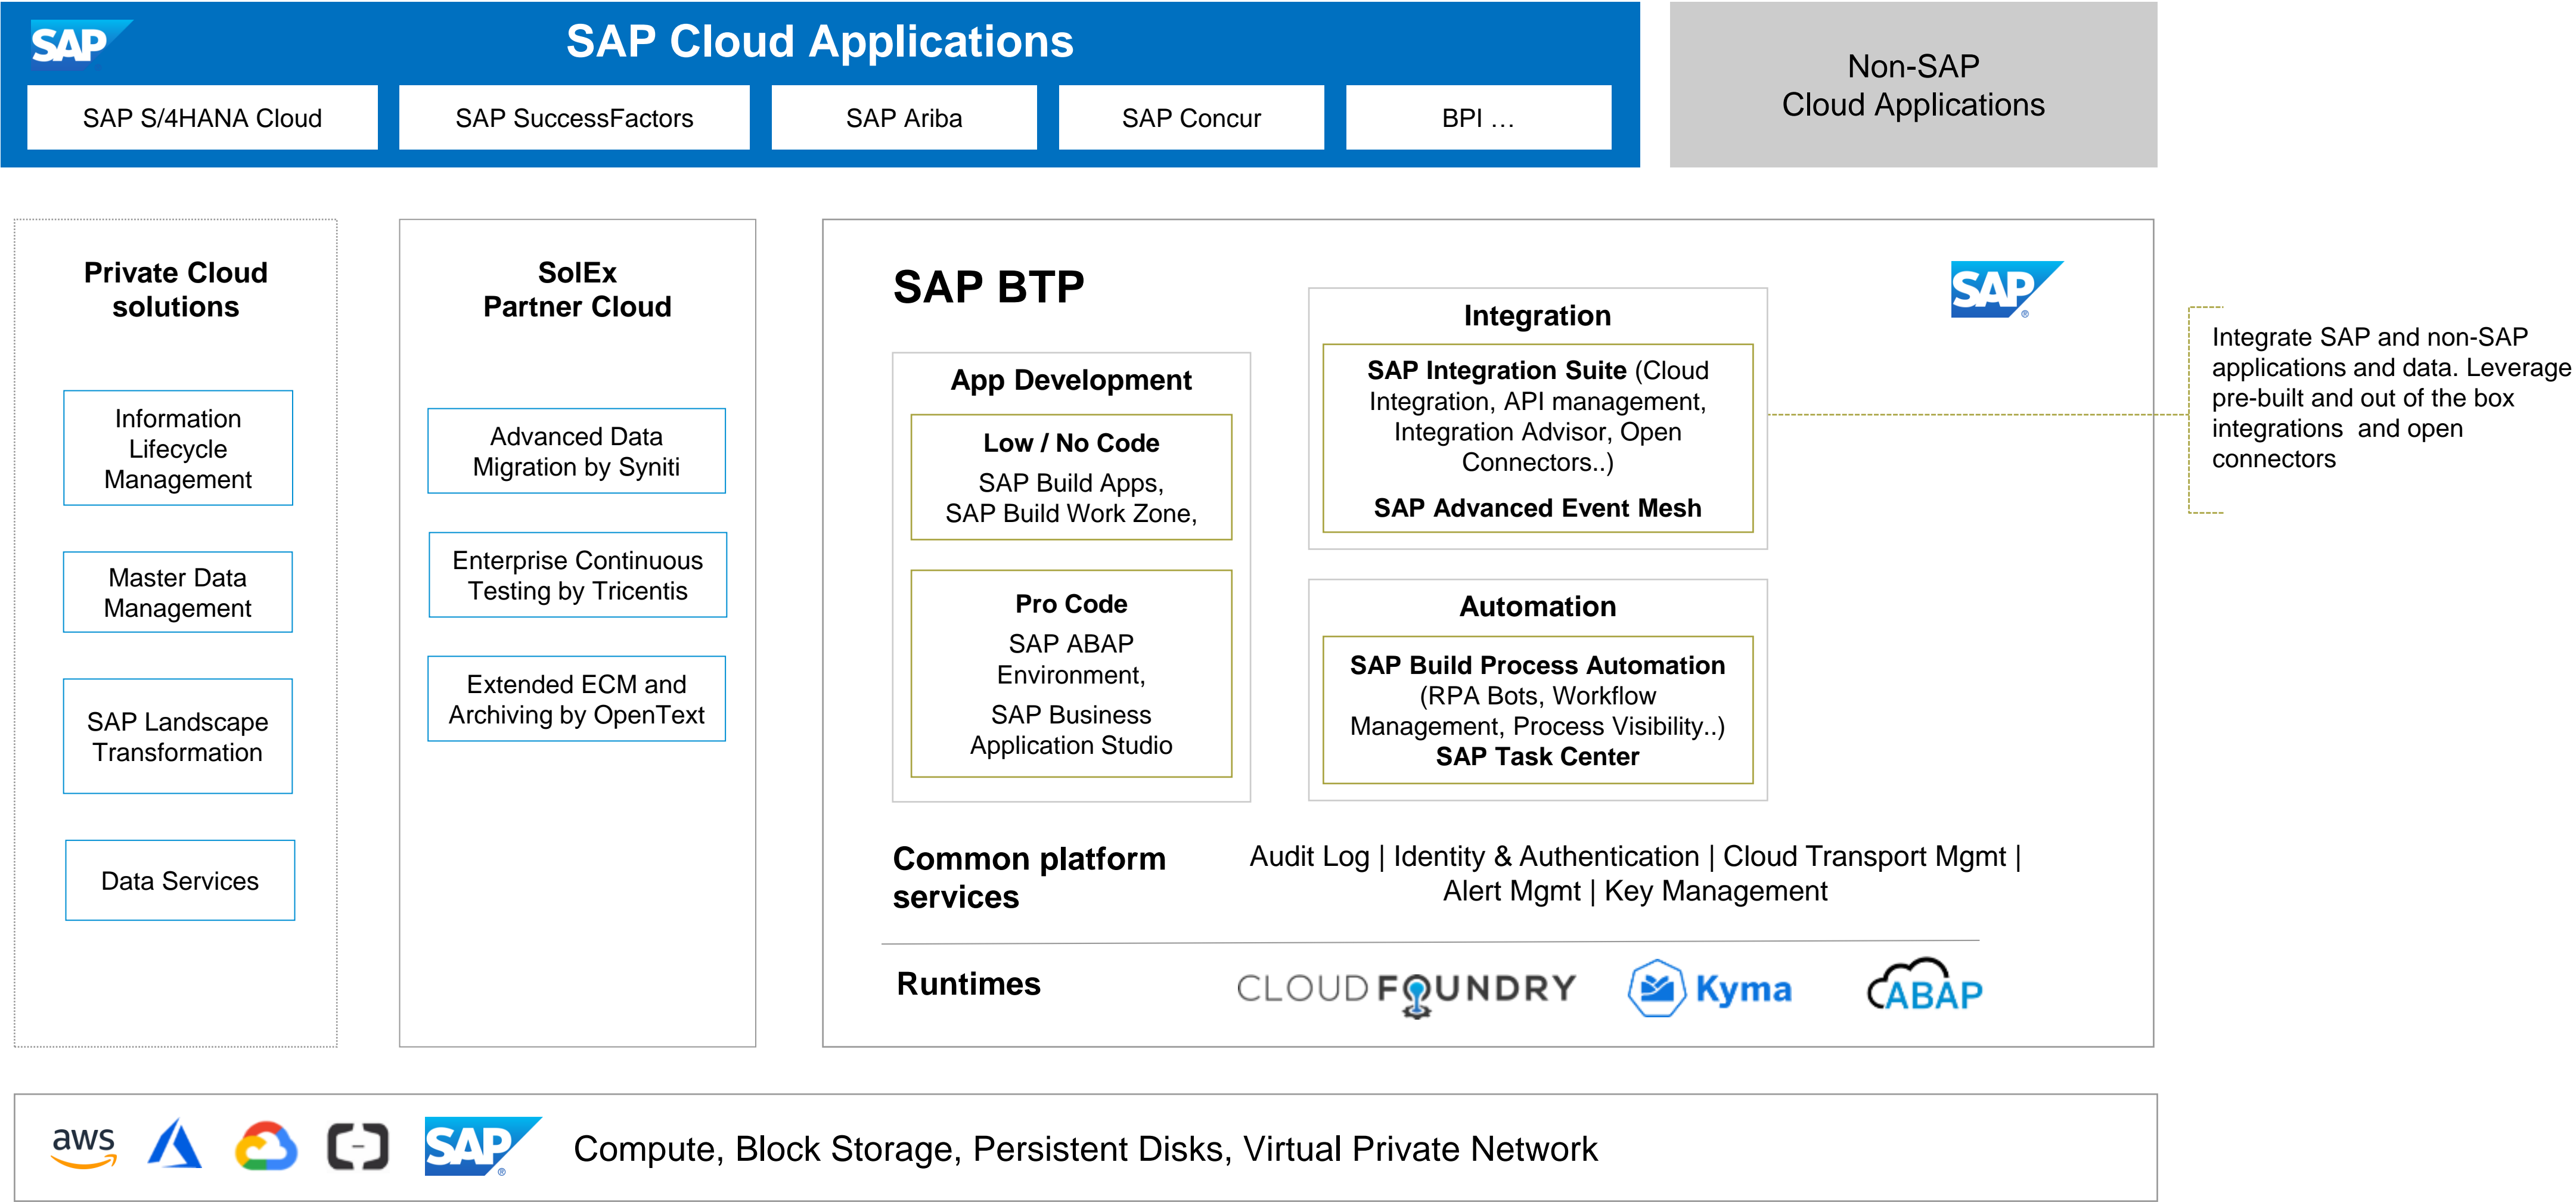 SAP
SAP Cloud Applications
SAP S/4HANA Cloud
SAP SuccessFactors
SAP Ariba
SAP Concur
BPI …
Non-SAP
Cloud Applications
Private Cloud
solutions
Information
Lifecycle
Management
Master Data
Management
SAP Landscape
Transformation
Data Services
SolEx
Partner Cloud
Advanced Data
Migration by Syniti
Enterprise Continuous
Testing by Tricentis
Extended ECM and
Archiving by OpenText
SAP BTP
SAP®
App Development
Low / No Code
SAP Build Apps,
SAP Build Work Zone,
Pro Code
SAP ABAP
Environment,
SAP Business
Application Studio
Integration
SAP Integration Suite (Cloud
Integration, API management,
Integration Advisor, Open
Connectors..)
SAP Advanced Event Mesh
Automation
SAP Build Process Automation
(RPA Bots, Workflow
Management, Process Visibility..)
SAP Task Center
Integrate SAP and non-SAP
applications and data. Leverage
pre-built and out of the box
integrations  and open
connectors
Common platform
services
Audit Log | Identity & Authentication | Cloud Transport Mgmt |
Alert Mgmt | Key Management
Runtimes
CLOUD FOUNDRY
Kyma
ABAP
aws
SAP®
Compute, Block Storage, Persistent Disks, Virtual Private Network